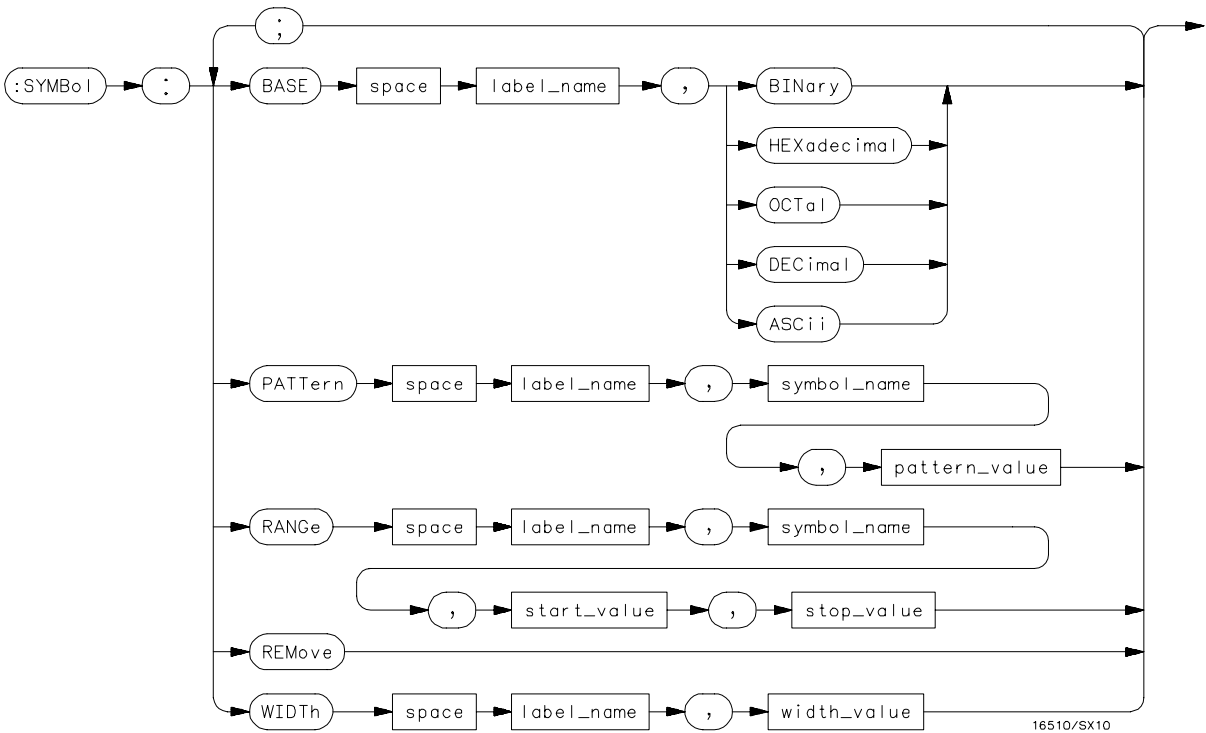 ;
:SYMBol : BASE space label_name , BINary
HEXadecimal
OCTal
DECimal
ASCii
PATTern space label_name , symbol_name
, pattern_value
RANGe space label_name , symbol_name
, start_value , stop_value
REMove
WIDTh space label_name , width_value
16510/SX10